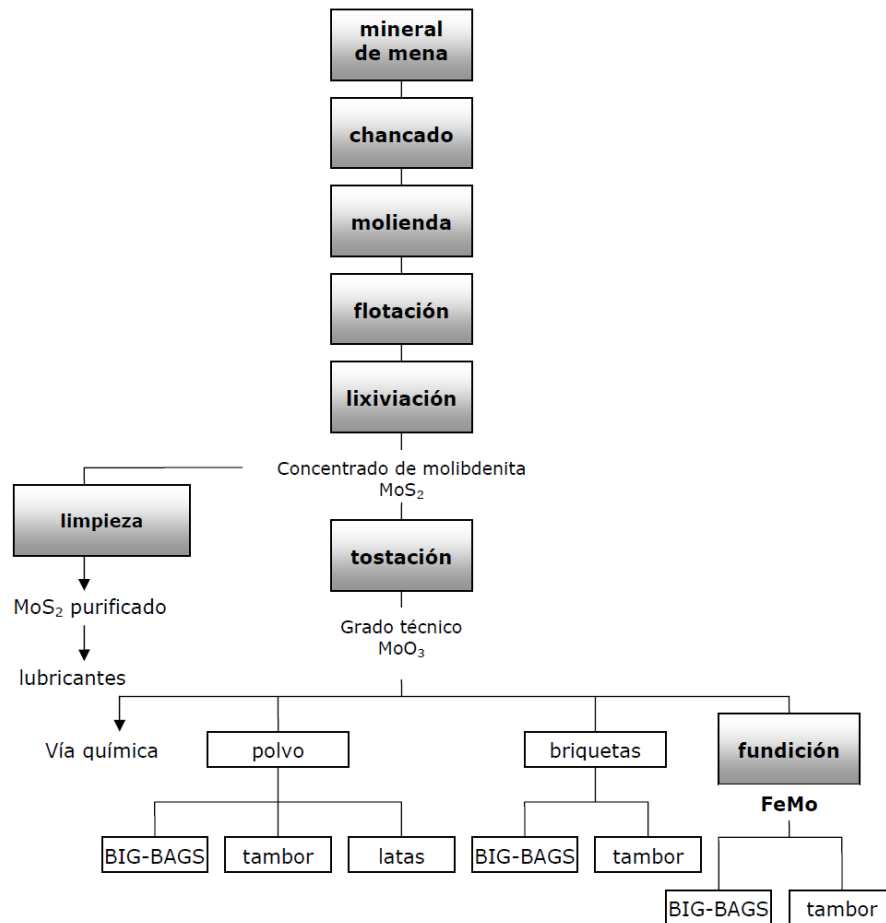 mineral
de mena
chancado
molienda
flotación
lixiviación
Concentrado de molibdenita
MoS₂
limpieza
tostación
MoS₂ purificado
Grado técnico
MoO₃
lubricantes
Vía química
polvo
briquetas
fundición
FeMo
BIG-BAGS
tambor
latas
BIG-BAGS
tambor
BIG-BAGS
tambor